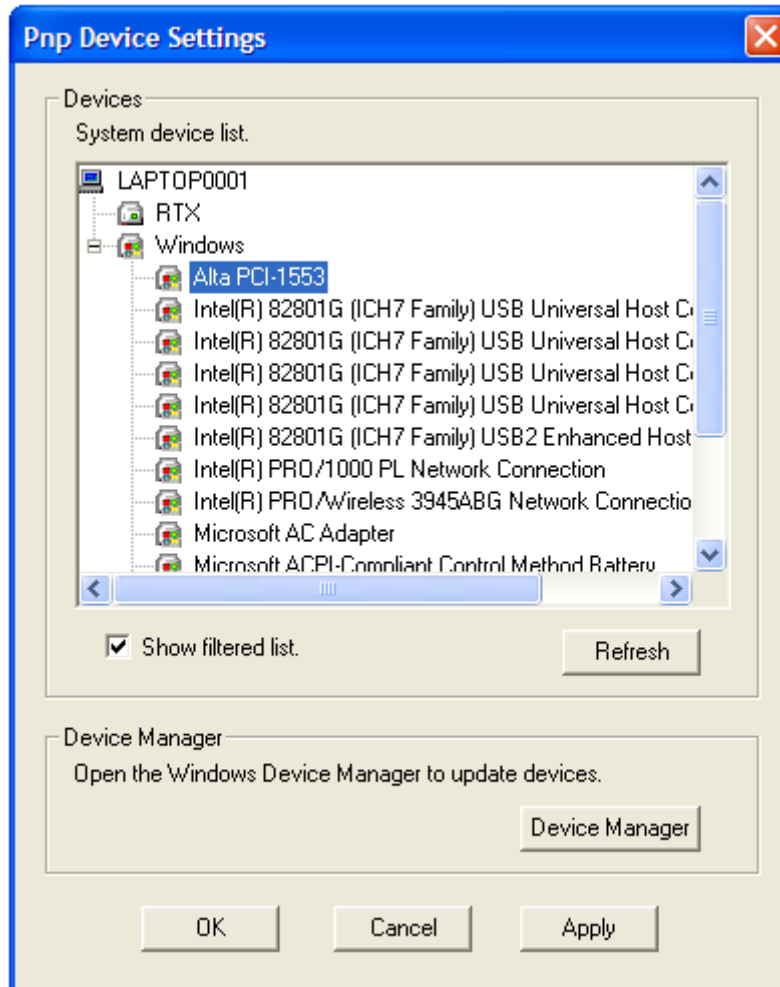 Pnp Device Settings
Devices
System device list.
LAPTOP0001
RTX
Windows
Alta PCI-1553
Intel(R) 82801G (ICH7 Family) USB Universal Host C
Intel(R) 82801G (ICH7 Family) USB Universal Host C
Intel(R) 82801G (ICH7 Family) USB Universal Host C
Intel(R) 82801G (ICH7 Family) USB Universal Host C
Intel(R) 82801G (ICH7 Family) USB2 Enhanced Host
Intel(R) PRO/1000 PL Network Connection
Intel(R) PRO/Wireless 3945ABG Network Connectio
Microsoft AC Adapter
Microsoft ACPI-Compliant Control Method Battery
Show filtered list.
Refresh
Device Manager
Open the Windows Device Manager to update devices.
Device Manager
OK
Cancel
Apply